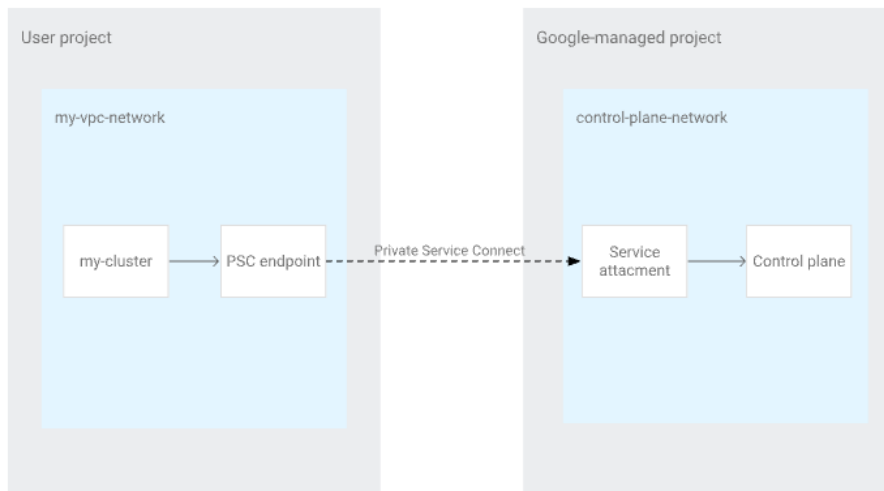 User project
Google-managed project
my-vpc-network
control-plane-network
my-cluster
PSC endpoint
Private Service Connect
Service
attacment
Control plane